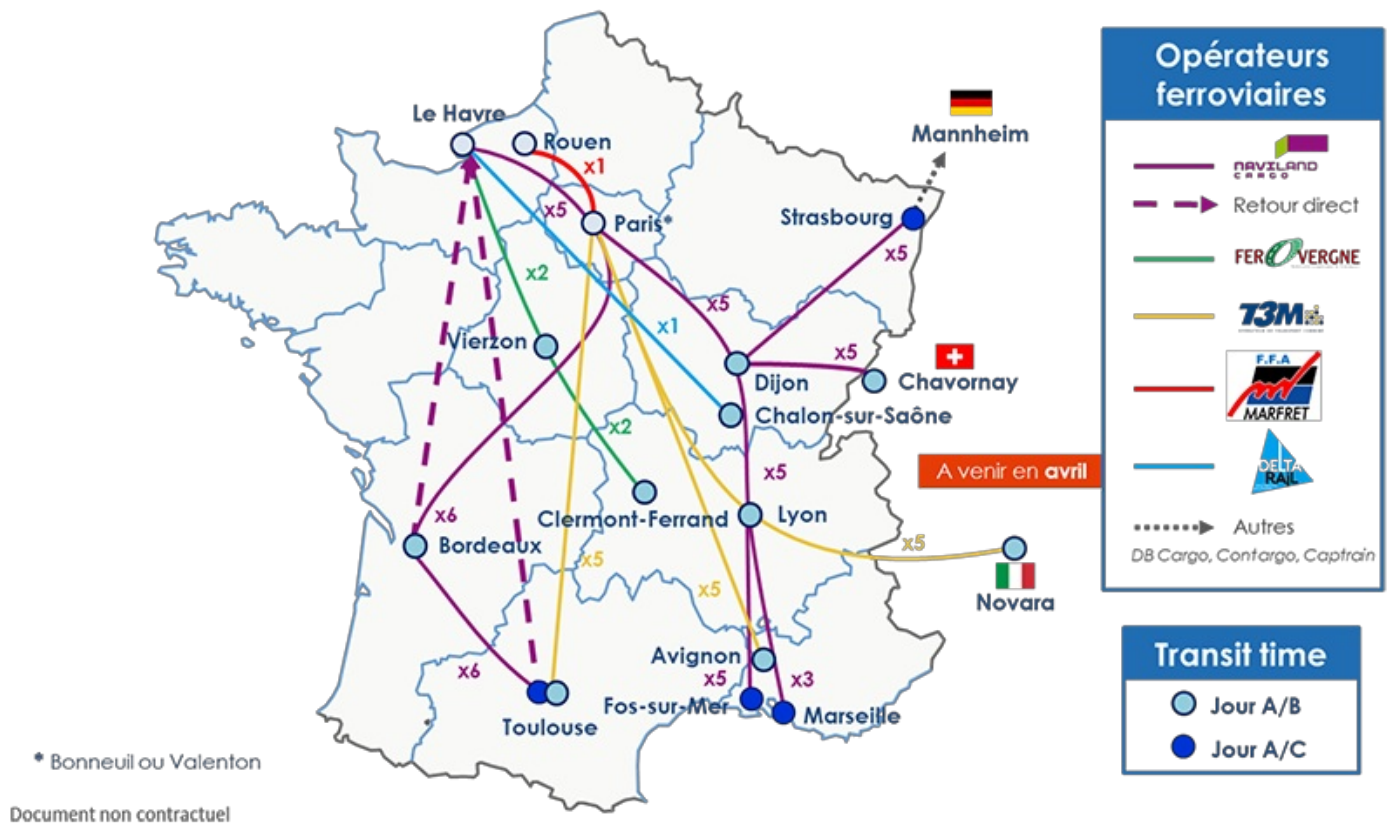 Opérateurs
ferroviaires
NAVILAND
CARGO
Retour direct
FEROVERGNE
T3M
F.F.A
MARFRET
DELTA
RAIL
Autres
DB Cargo, Contargo, Captrain
A venir en avril
Transit time
Jour A/B
Jour A/C
Le Havre
Rouen
x1
Mannheim
x5
Paris*
Strasbourg
x5
x2
x5
x1
Vierzon
x5
Chavornay
Dijon
Chalon-sur-Saône
x2
x5
Clermont-Ferrand
Lyon
x6
Bordeaux
x5
x5
x5
Novara
Avignon
x6
x5
x3
Fos-sur-Mer
Marseille
Toulouse
* Bonneuil ou Valenton
Document non contractuel